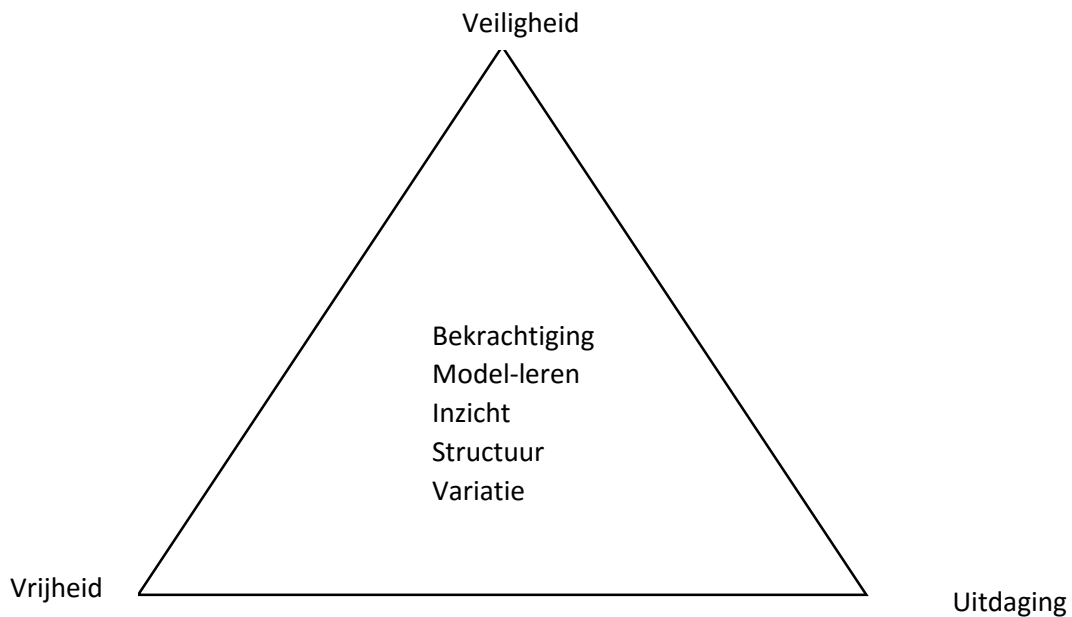 Veiligheid
Bekrachtiging
Model-leren
Inzicht
Structuur
Variatie
Vrijheid
Uitdaging